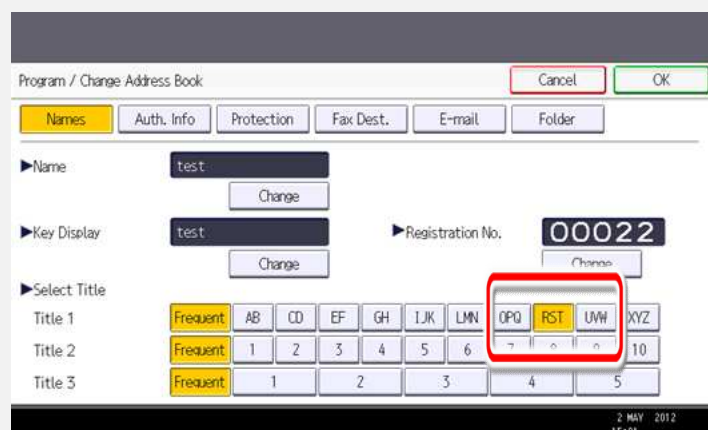 Program / Change Address Book Cancel OK
Names Auth. Info Protection Fax Dest. E-mail Folder
►Name test
Change
►Key Display test ►Registration No. 00022
Change Change
►Select Title
Title 1 Frequent AB CD EF GH IJK LMN OPQ RST UVW XYZ
Title 2 Frequent 1 2 3 4 5 6 7 8 9 10
Title 3 Frequent 1 2 3 4 5
2 MAY 2012